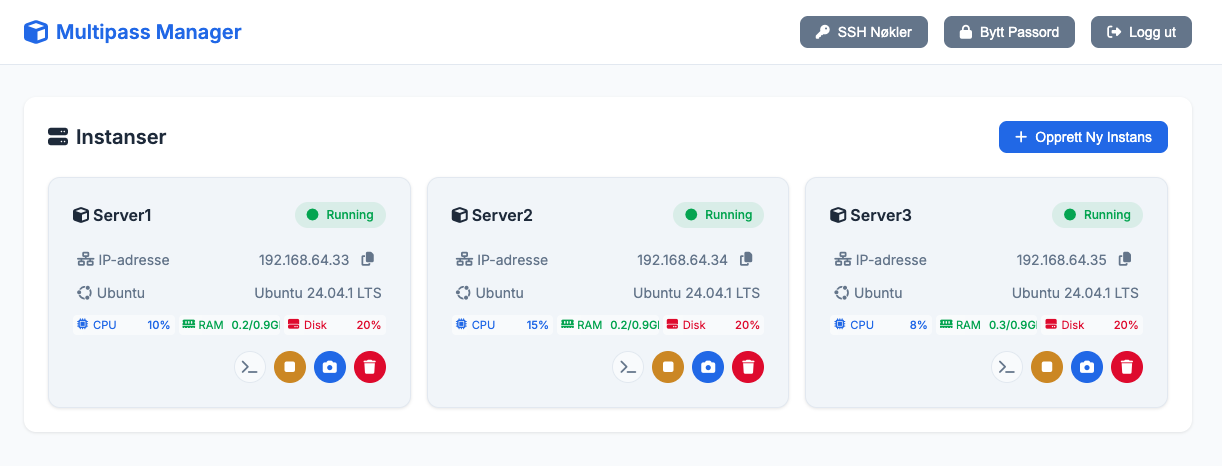 Multipass Manager
SSH Nøkler
Bytt Passord
Logg ut
Instanser
Opprett Ny Instans
Server1
Running
IP-adresse 192.168.64.33
Ubuntu Ubuntu 24.04.1 LTS
CPU 10% RAM 0.2/0.9G Disk 20%
Server2
Running
IP-adresse 192.168.64.34
Ubuntu Ubuntu 24.04.1 LTS
CPU 15% RAM 0.2/0.9G Disk 20%
Server3
Running
IP-adresse 192.168.64.35
Ubuntu Ubuntu 24.04.1 LTS
CPU 8% RAM 0.3/0.9G Disk 20%